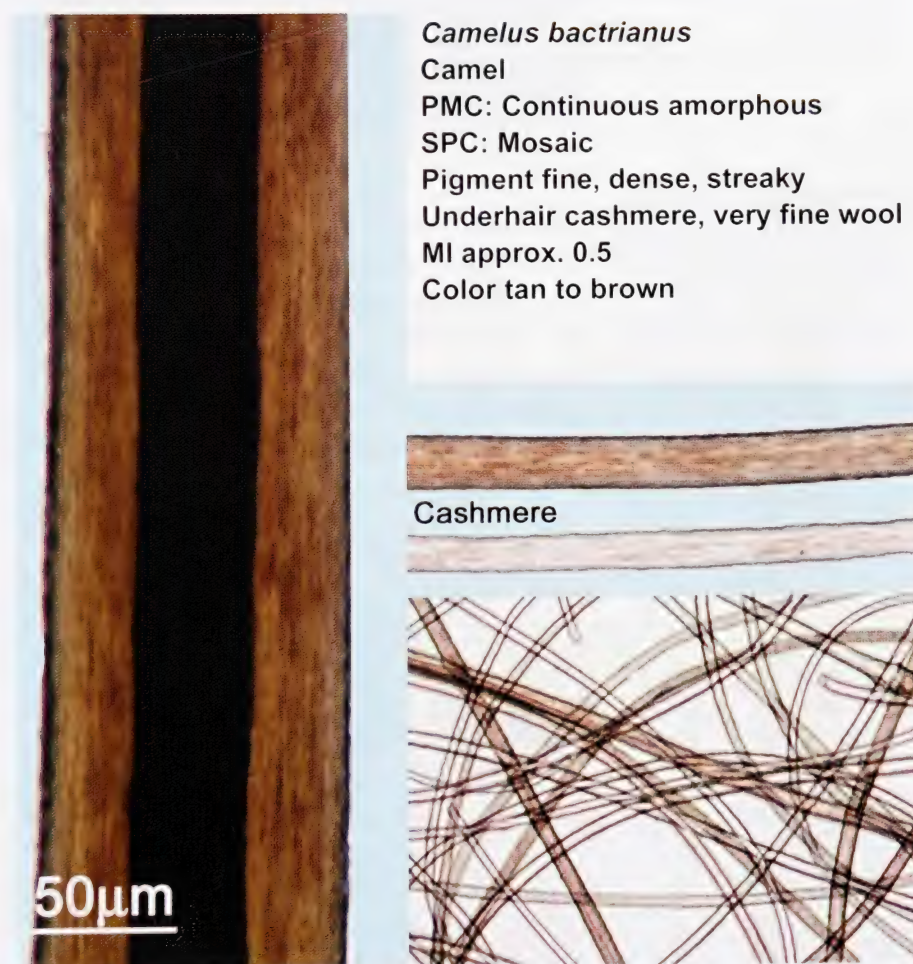 Camelus bactrianus
Camel
PMC: Continuous amorphous
SPC: Mosaic
Pigment fine, dense, streaky
Underhair cashmere, very fine wool
MI approx. 0.5
Color tan to brown
Cashmere
50µm